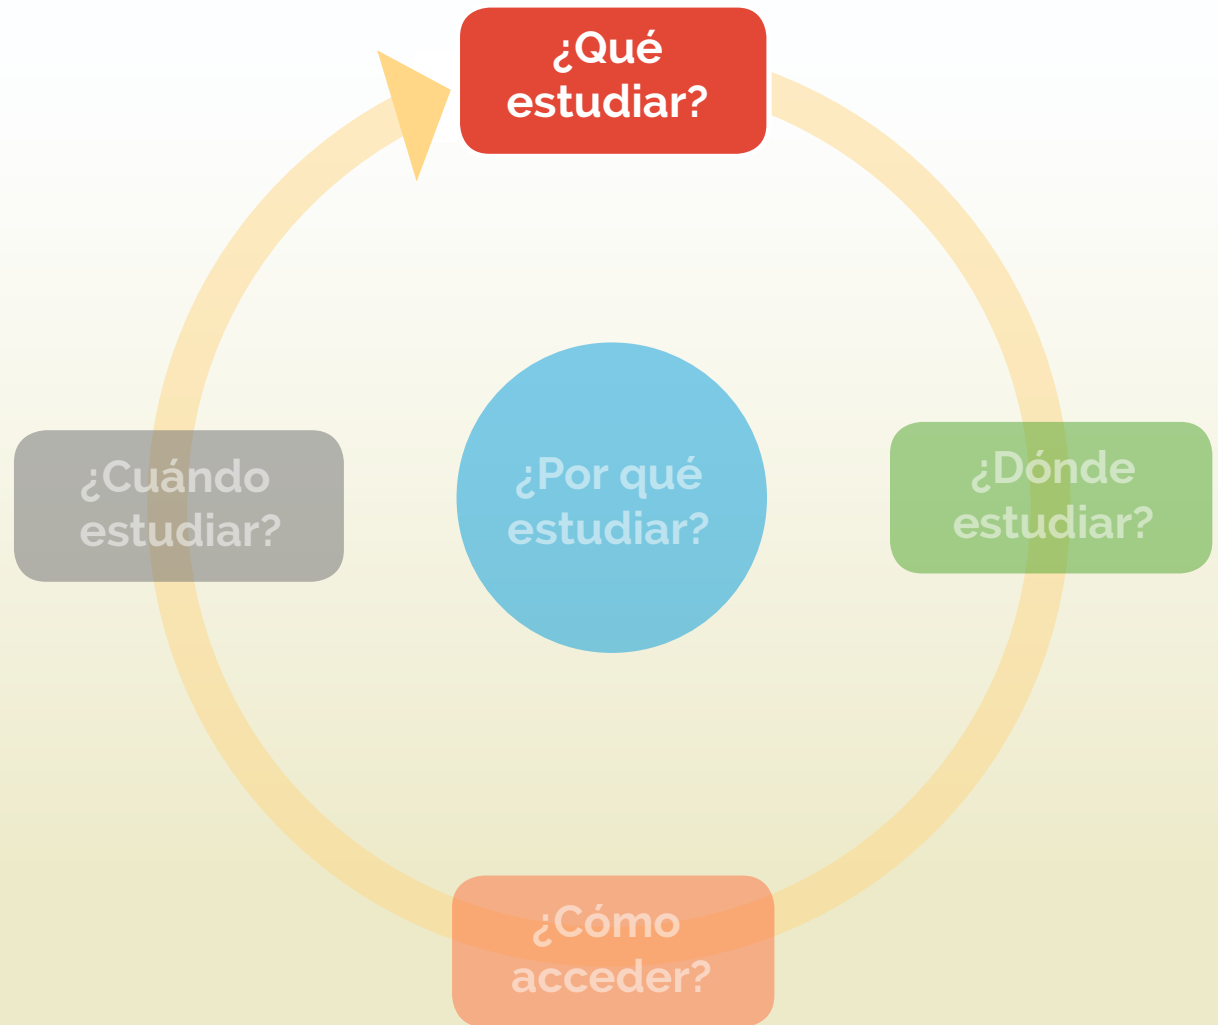 ¿Qué
estudiar?
¿Cuándo
estudiar?
¿Por qué
estudiar?
¿Dónde
estudiar?
¿Cómo
acceder?